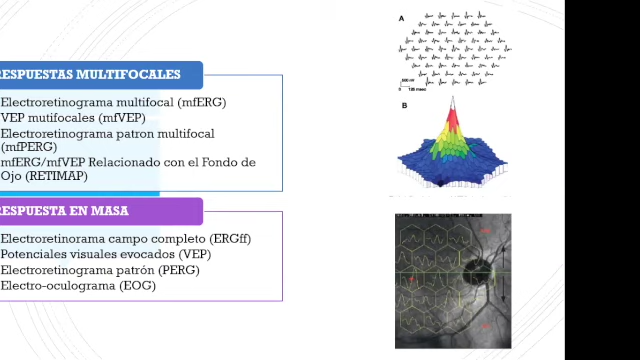 RESPUESTAS MULTIFOCALES
Electroretinograma multifocal (mfERG)
VEP mutifocales (mfVEP)
Electroretinograma patron multifocal
(mfPERG)
mfERG/mfVEP Relacionado con el Fondo de
Ojo (RETIMAP)
RESPUESTA EN MASA
Electroretinorama campo completo (ERGff)
Potenciales visuales evocados (VEP)
Electroretinograma patrón (PERG)
Electro-oculograma (EOG)
A
B